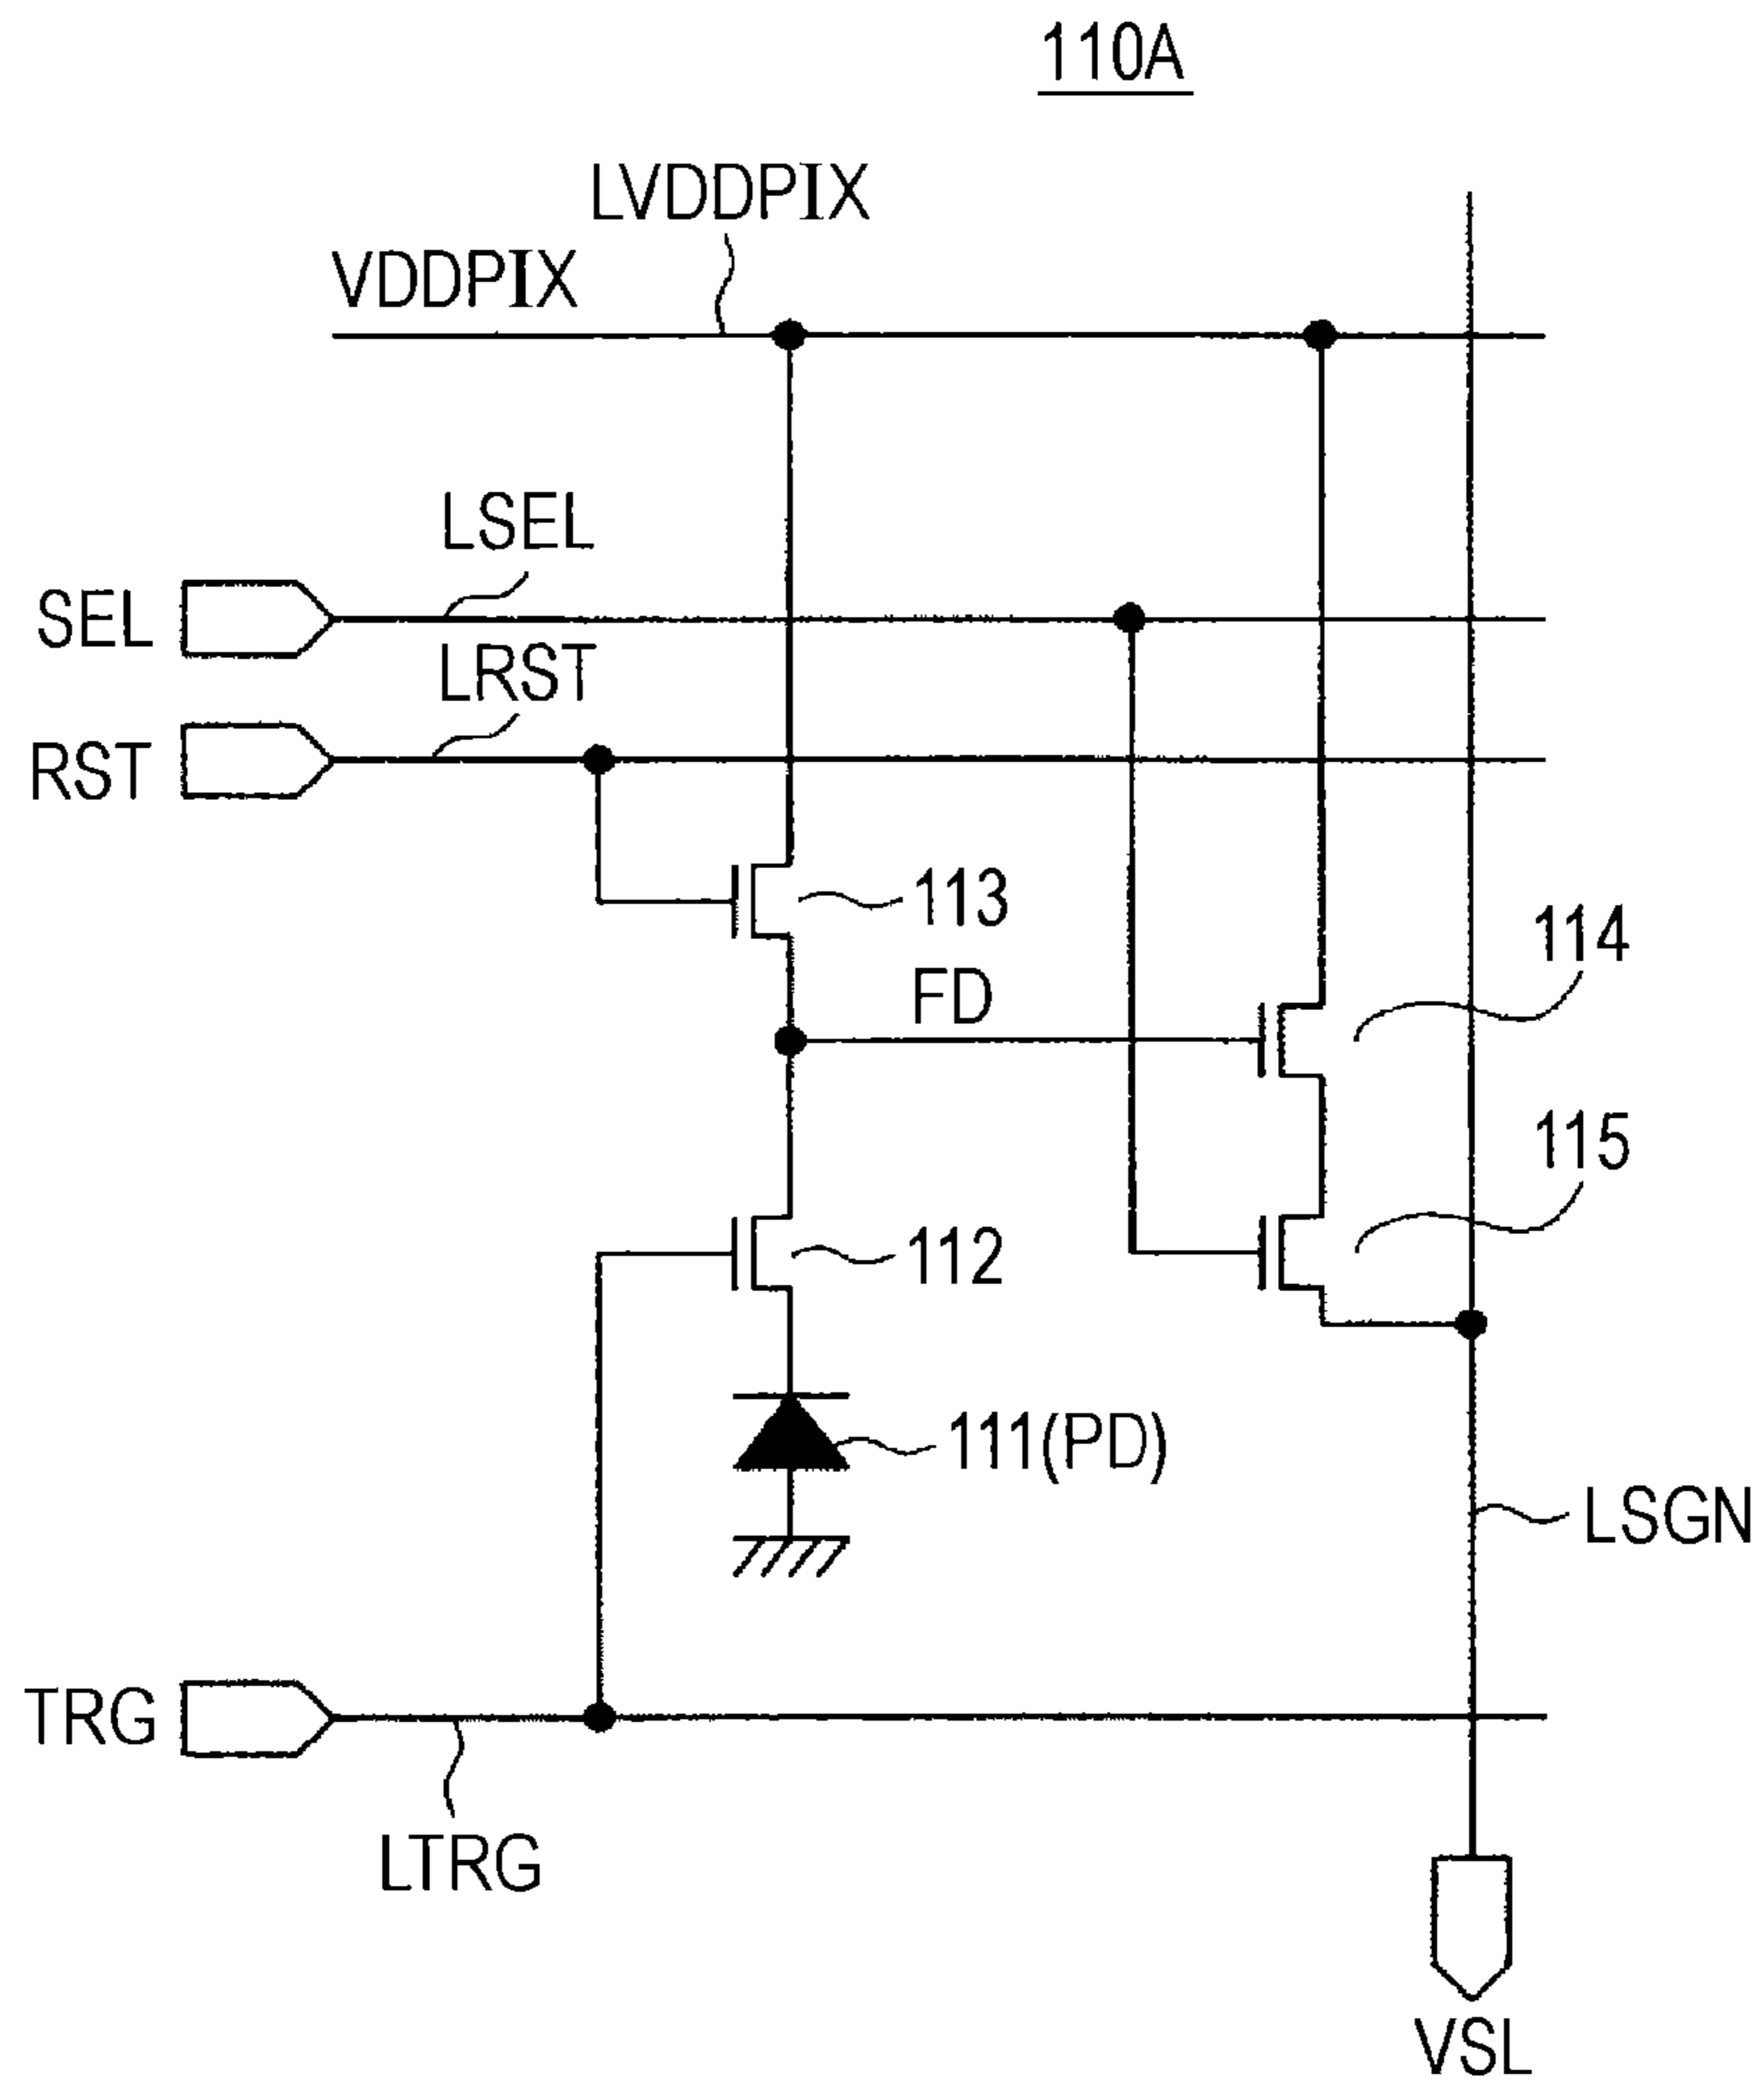 110A
LVDDPIX
VDDPIX
LSEL
SEL
LRST
RST
113
114
FD
115
112
111(PD)
LSGN
TRG
LTRG
VSL